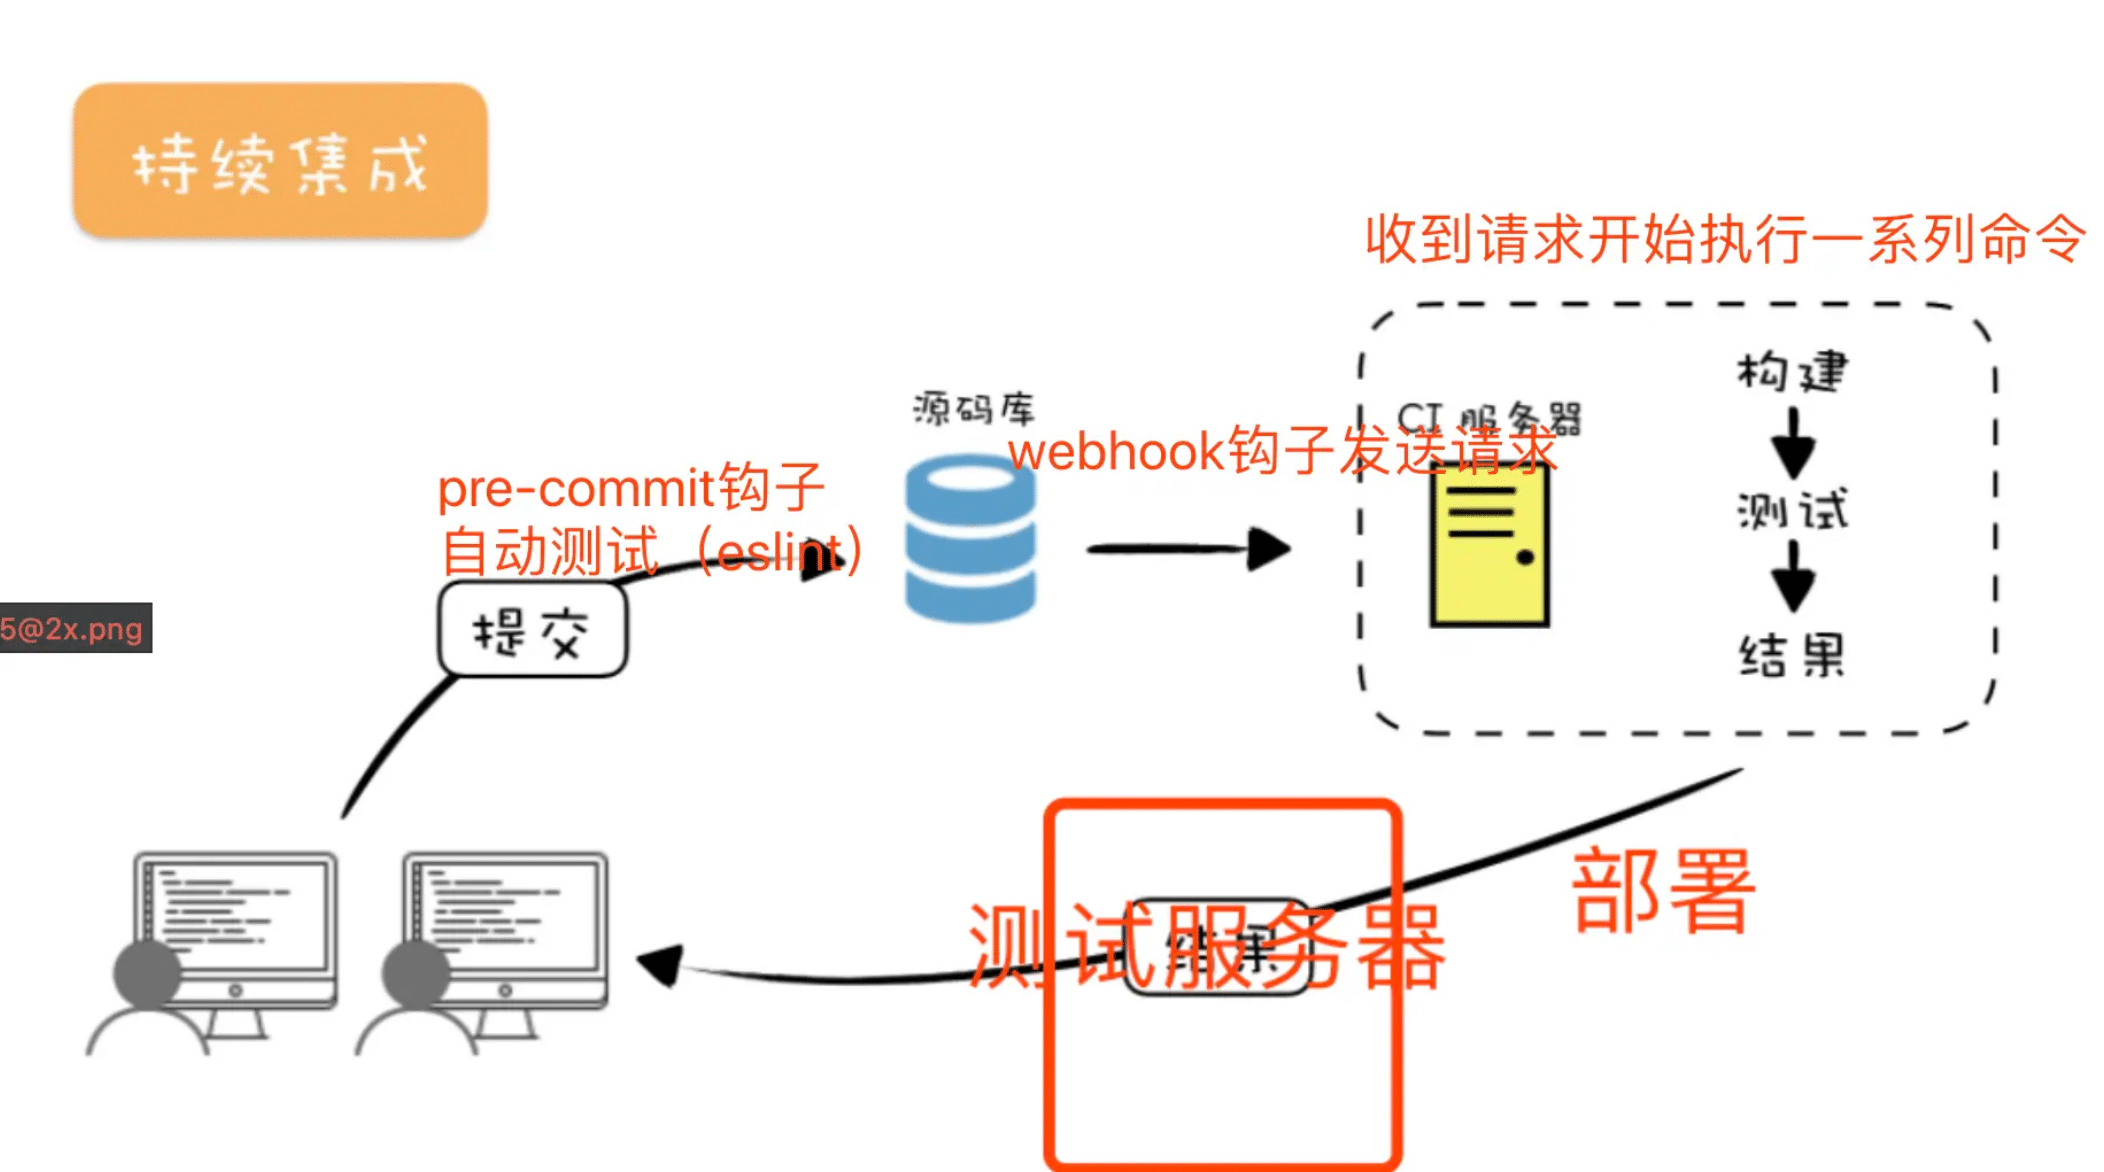 持续集成
收到请求开始执行一系列命令
构建
源码库
CI 服务器
webhook钩子发送请求
pre-commit钩子
自动测试（eslint）
测试
提交
5@2x.png
结果
部署
测试服务器
结果